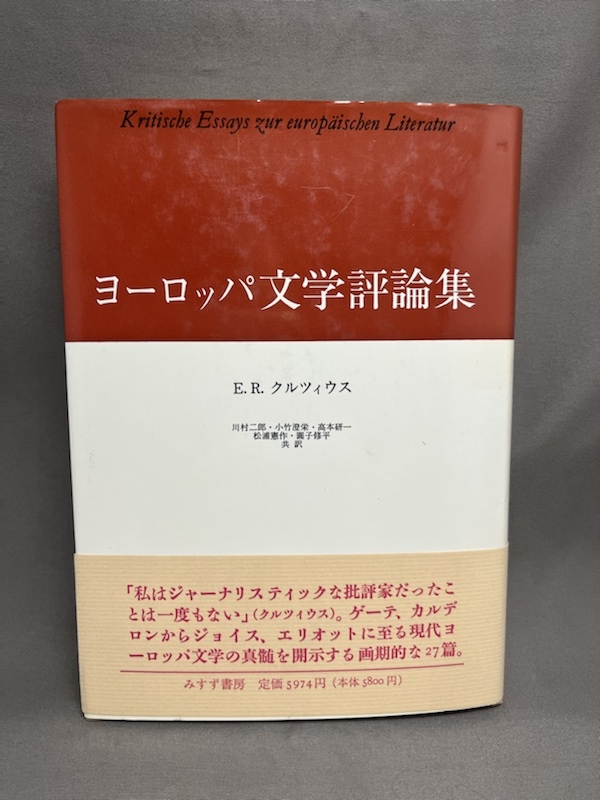 Kritische Essays zur europäischen Literatur
ヨーロッパ文学評論集
E.R.クルツィウス
川村二郎・小竹澄栄・高本研一
松浦憲作・圓子修平
共訳
「私はジャーナリスティックな批評家だったこ
とは一度もない」(クルツィウス)。ゲーテ、カルデ
ロンからジョイス、エリオットに至る現代ヨ
ーロッパ文学の真髄を開示する画期的な27篇。
みすず書房 定価5974円(本体5800円)